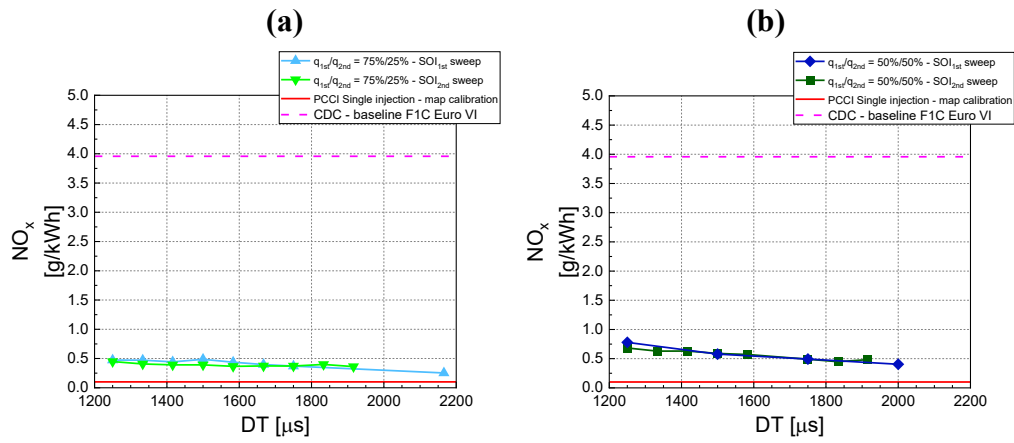 (a)
q1st/q2nd = 75%/25% - SOI1st sweep
q1st/q2nd = 75%/25% - SOI2nd sweep
PCCI Single injection - map calibration
CDC - baseline F1C Euro VI
5.0
4.5
4.0
3.5
3.0
2.5
2.0
1.5
1.0
0.5
0.0
NOx
[g/kWh]
1200 1400 1600 1800 2000 2200
DT [μs]
(b)
q1st/q2nd = 50%/50% - SOI1st sweep
q1st/q2nd = 50%/50% - SOI2nd sweep
PCCI Single injection - map calibration
CDC - baseline F1C Euro VI
5.0
4.5
4.0
3.5
3.0
2.5
2.0
1.5
1.0
0.5
0.0
NOx
[g/kWh]
1200 1400 1600 1800 2000 2200
DT [μs]